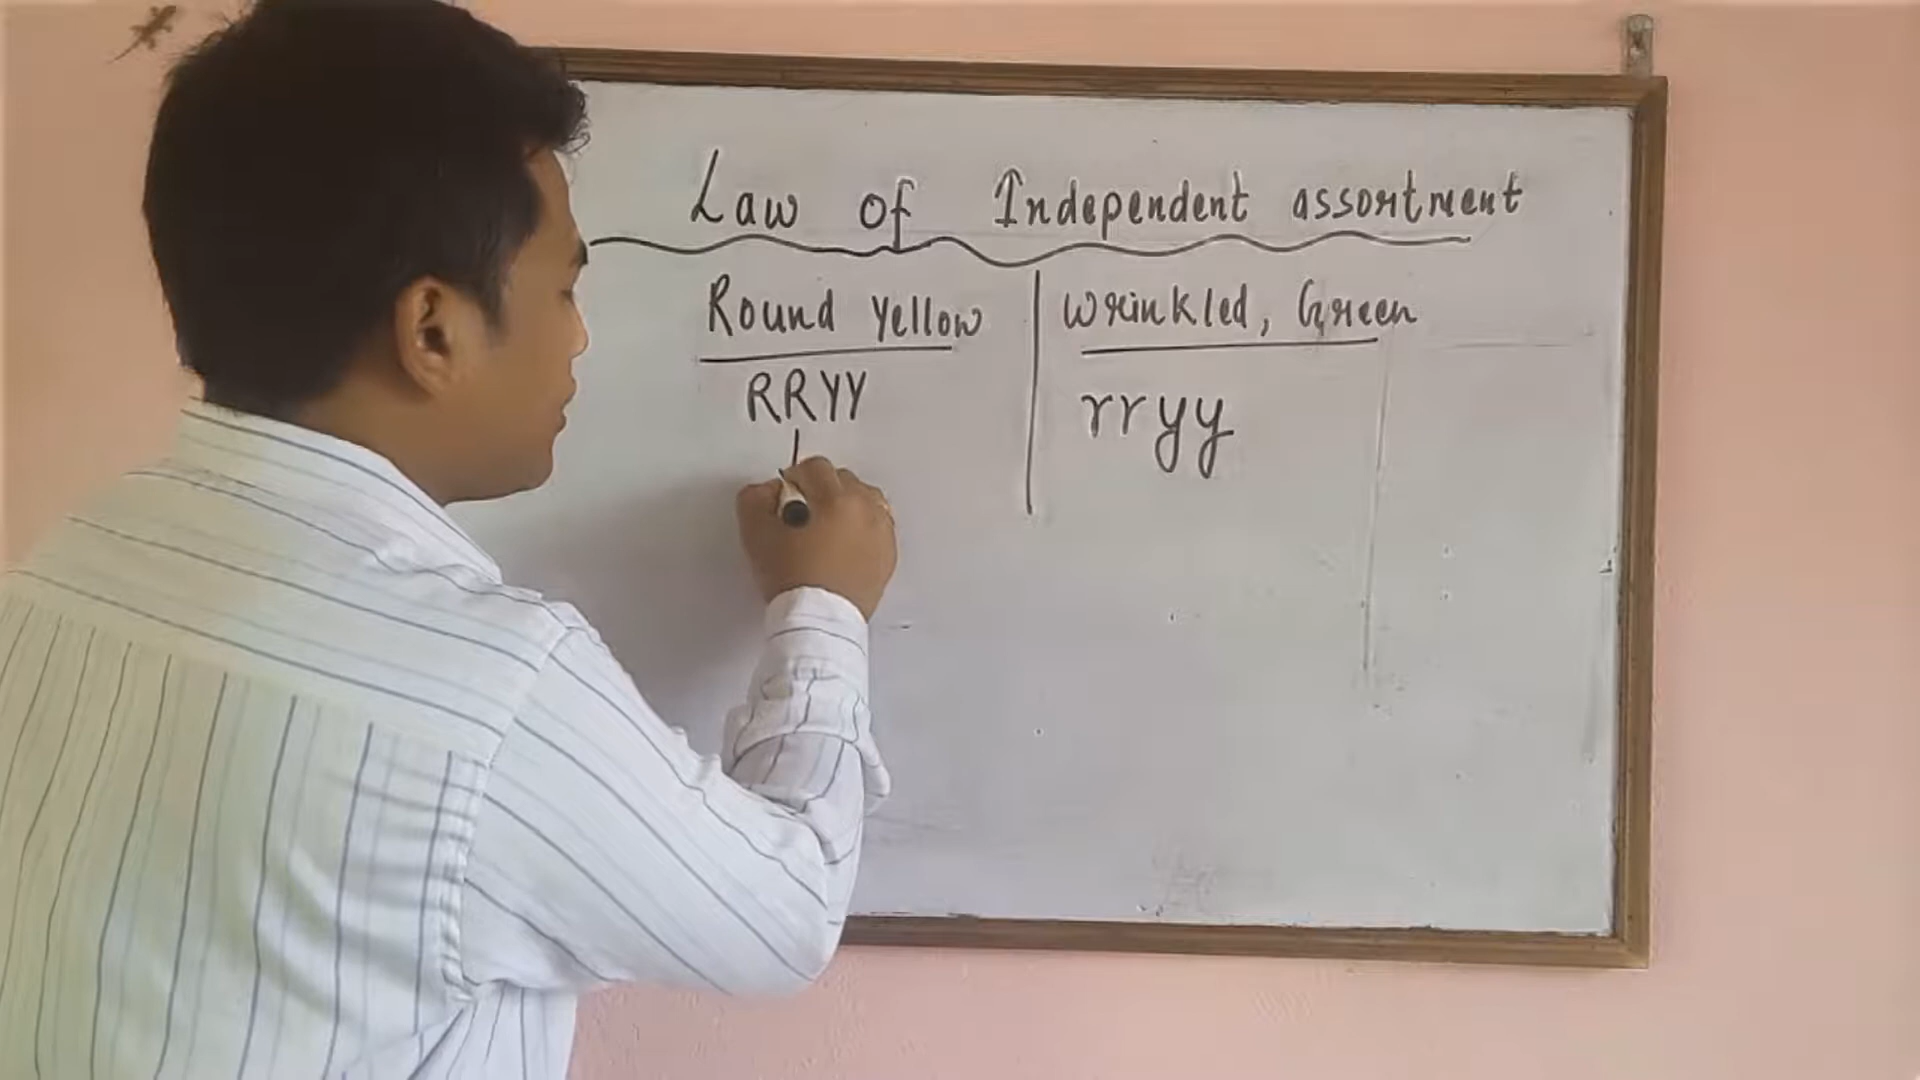 Law of Independent assortment
Round Yellow
Wrinkled, Green
RRYY
rryy